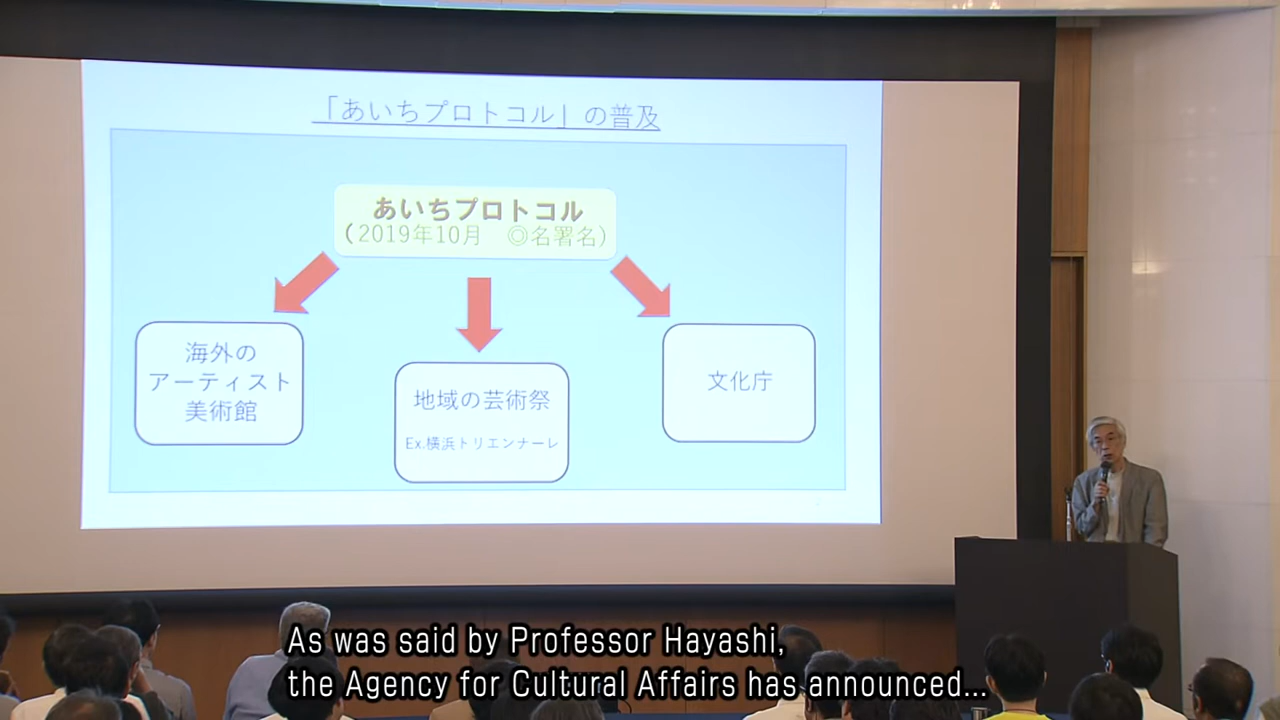 「あいちプロトコル」の普及
あいちプロトコル
(2019年10月 ◎名署名)
海外の
アーティスト
美術館
地域の芸術祭
Ex.横浜トリエンナーレ
文化庁
As was said by Professor Hayashi,
the Agency for Cultural Affairs has announced...